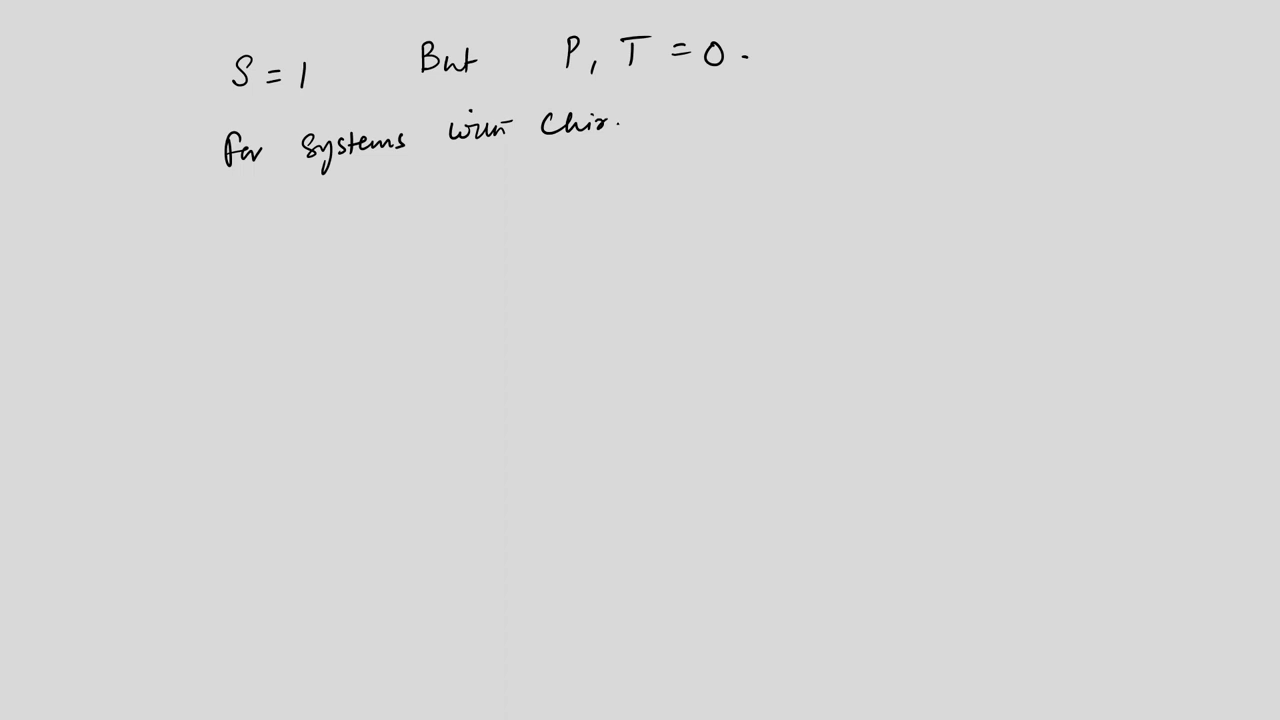 S = 1 But P, T = 0.
For systems with Chir.